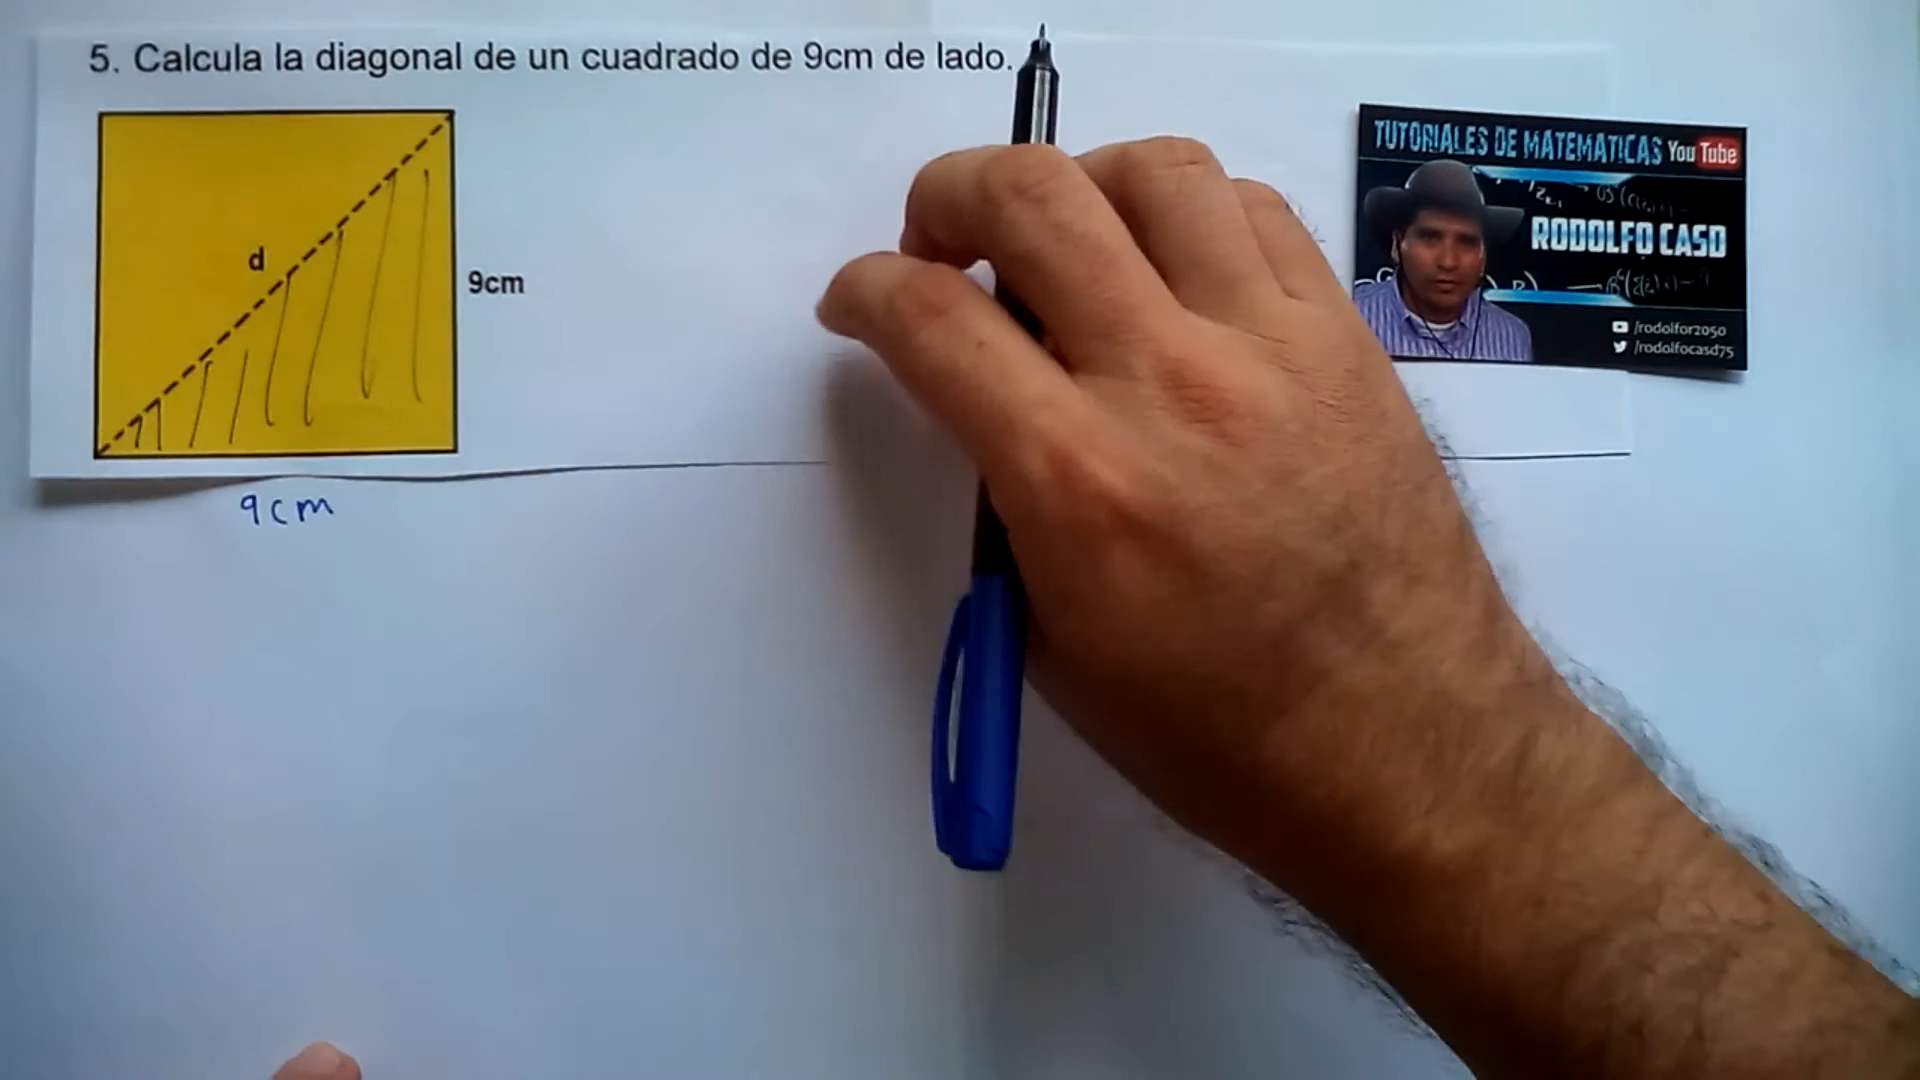 5. Calcula la diagonal de un cuadrado de 9cm de lado.
d
9cm
9cm
TUTORIALES DE MATEMATICAS YouTube
RODOLFO CASD
/rodolfor2050
/rodolfocasd75